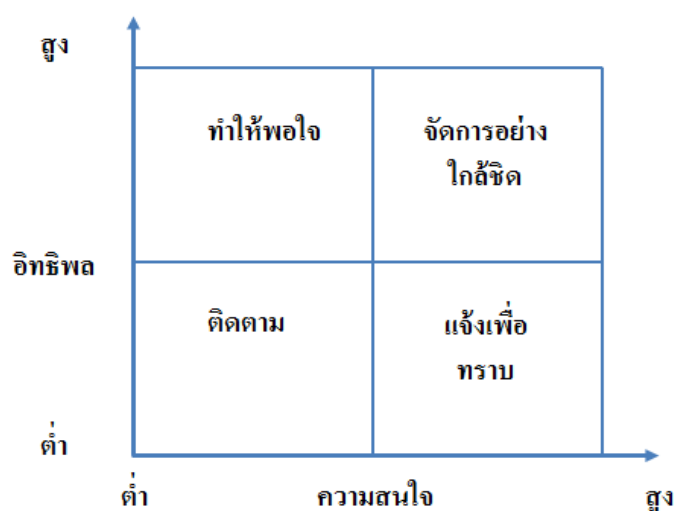 สูง
ทำให้พอใจ
จัดการอย่าง
ใกล้ชิด
อิทธิพล
ติดตาม
แจ้งเพื่อ
ทราบ
ต่ำ
ต่ำ
ความสนใจ
สูง